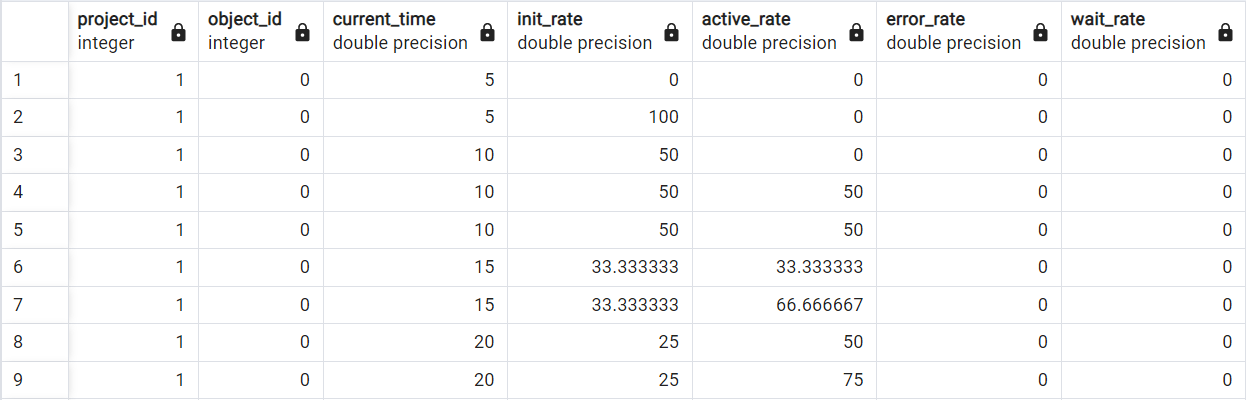 project_id object_id current_time init_rate active_rate error_rate wait_rate
integer integer double precision double precision double precision double precision double precision
1 1 0 5 0 0 0 0
2 1 0 5 100 0 0 0
3 1 0 10 50 0 0 0
4 1 0 10 50 50 0 0
5 1 0 10 50 50 0 0
6 1 0 15 33.333333 33.333333 0 0
7 1 0 15 33.333333 66.666667 0 0
8 1 0 20 25 50 0 0
9 1 0 20 25 75 0 0